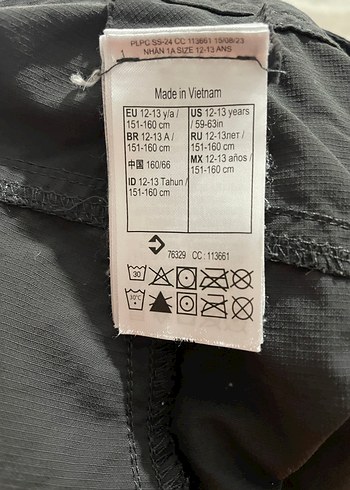 PLPC SS-24 CC 113661 15/08/23
NHÃN 1A SIZE 12-13 ANS
Made in Vietnam
EU 12-13 y/a /
151-160 cm
BR 12-13 A /
151-160 cm
中国 160/66
ID 12-13 Tahun /
151-160 cm
US 12-13 years
/ 59-63in
RU 12-13лет /
151-160 cm
MX 12-13 años /
151-160 cm
76329 CC : 113661
30
30°C